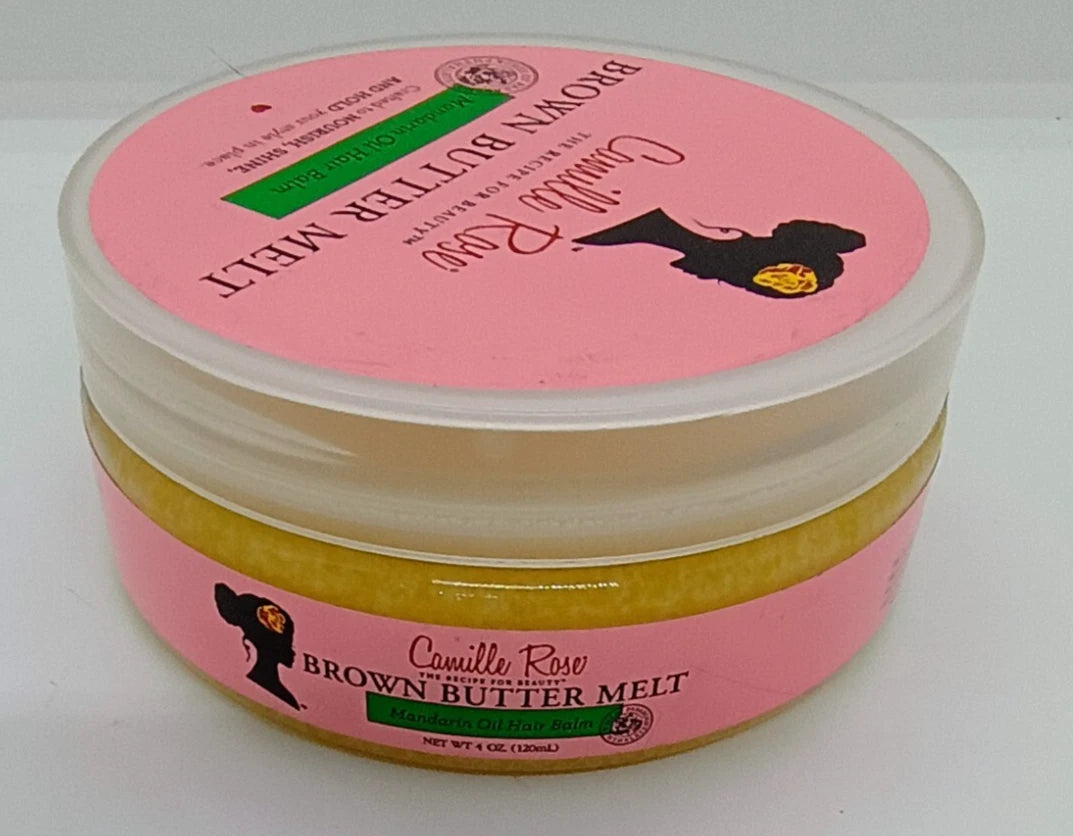 Camille Rose
THE RECIPE FOR BEAUTY™
BROWN BUTTER MELT
Mandarin Oil Hair Balm
Crafted to NOURISH, SHINE,
AND HOLD your style in place.
Camille Rose
THE RECIPE FOR BEAUTY™
BROWN BUTTER MELT
Mandarin Oil Hair Balm
NET WT 4 OZ. (120mL)